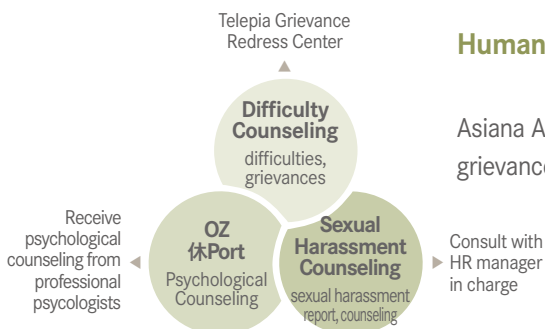 Telepia Grievance
Redress Center
Human
Difficulty
Counseling
difficulties,
grievances
Asiana A
grievance
Receive
psychological
counseling from
professional
psycologists
OZ
休Port
Psychological
Counseling
Sexual
Harassment
Counseling
sexual harassment
report, counseling
Consult with
HR manager
in charge